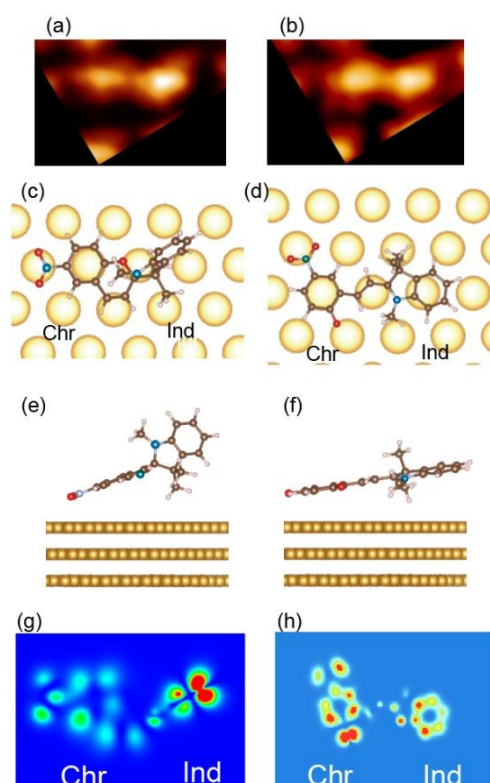 (a) (b)
(c) (d)
Chr Ind Chr Ind
(e) (f)
(g) (h)
Chr Ind Chr Ind